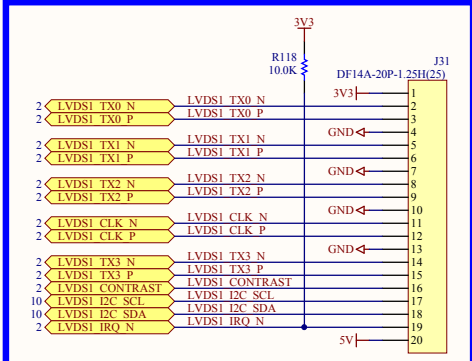 3V3
R118
10.0K
J31
DF14A-20P-1.25H(25)
3V3 1
2 LVDS1_TX0_N LVDS1_TX0_N 2
2 LVDS1_TX0_P LVDS1_TX0_P 3
GND 4
2 LVDS1_TX1_N LVDS1_TX1_N 5
2 LVDS1_TX1_P LVDS1_TX1_P 6
GND 7
2 LVDS1_TX2_N LVDS1_TX2_N 8
2 LVDS1_TX2_P LVDS1_TX2_P 9
GND 10
2 LVDS1_CLK_N LVDS1_CLK_N 11
2 LVDS1_CLK_P LVDS1_CLK_P 12
GND 13
2 LVDS1_TX3_N LVDS1_TX3_N 14
2 LVDS1_TX3_P LVDS1_TX3_P 15
2 LVDS1_CONTRAST LVDS1_CONTRAST 16
10 LVDS1_I2C_SCL LVDS1_I2C_SCL 17
10 LVDS1_I2C_SDA LVDS1_I2C_SDA 18
2 LVDS1_IRQ_N LVDS1_IRQ_N 19
5V 20